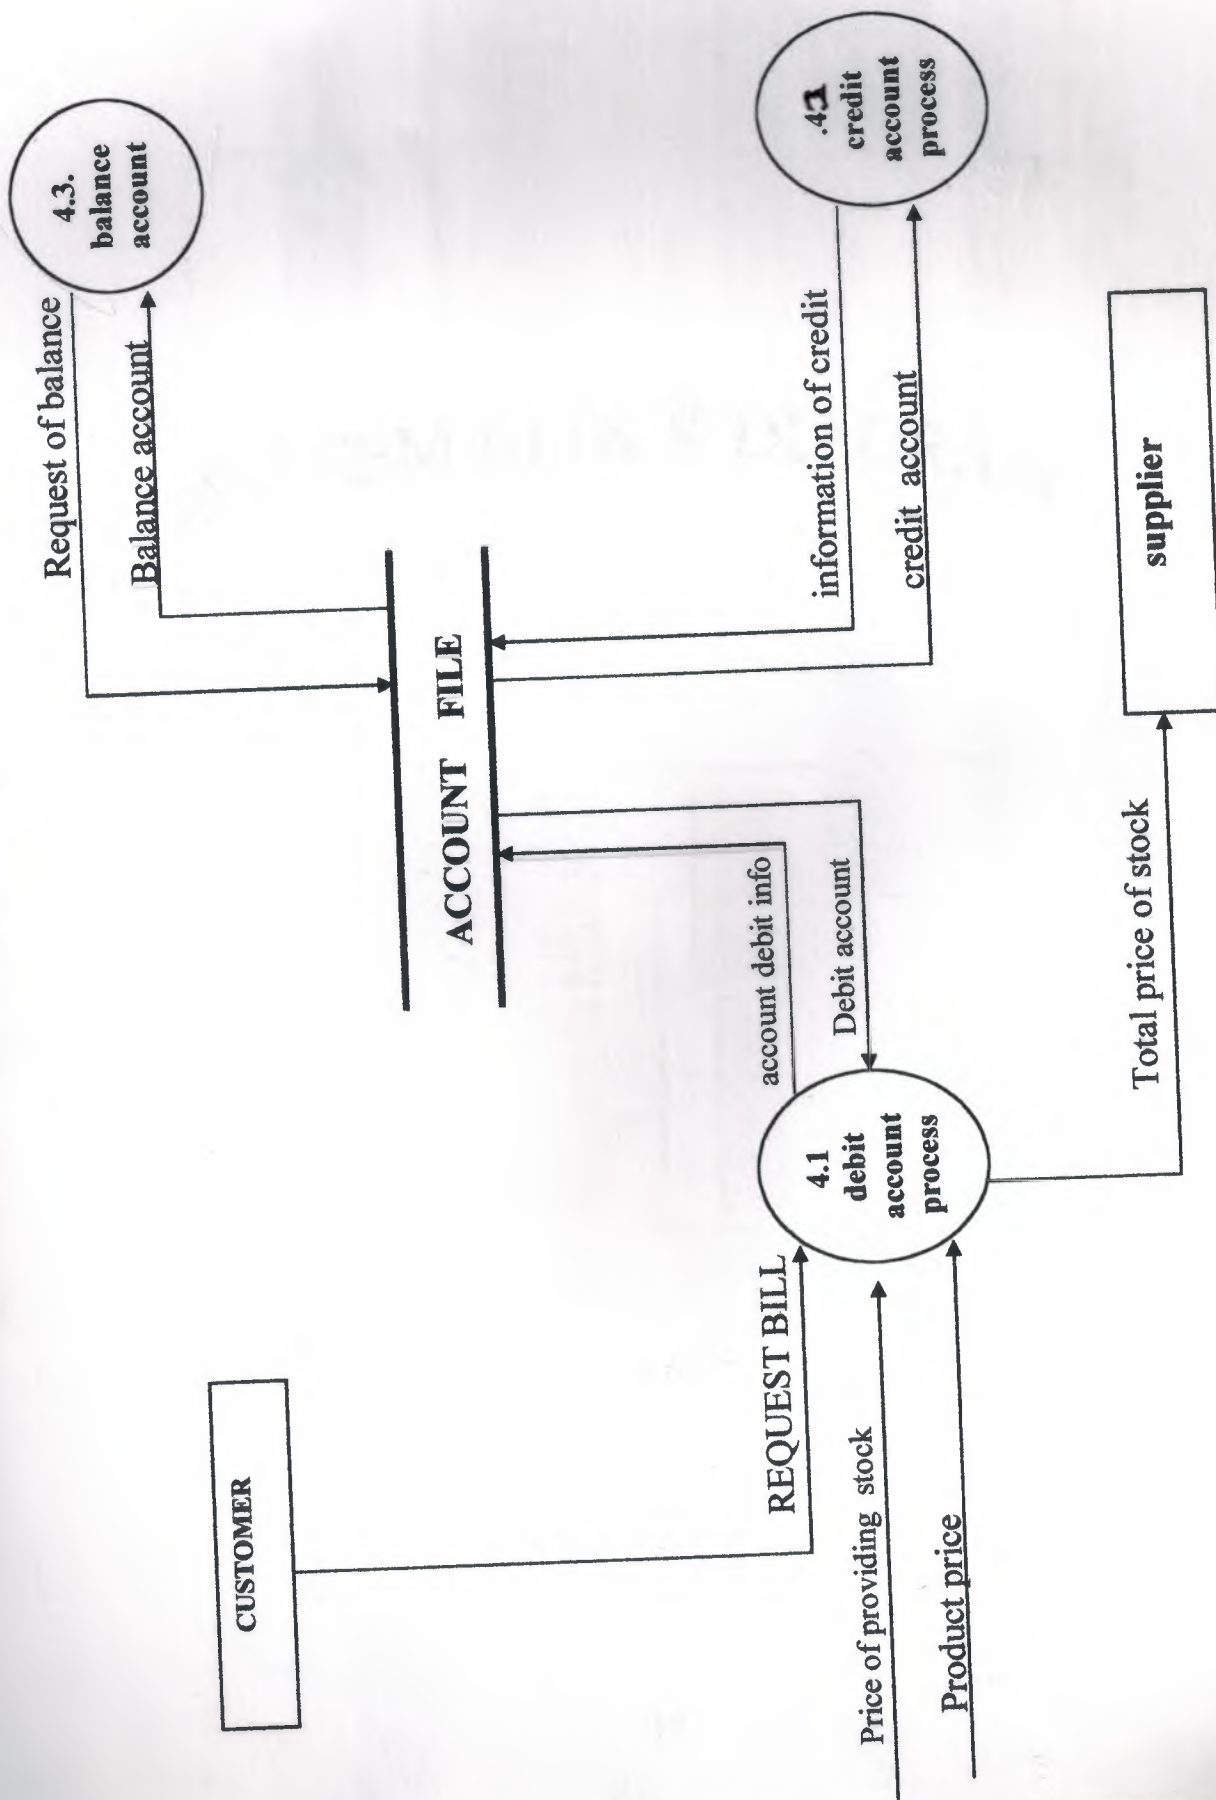 CUSTOMER
REQUEST BILL
Price of providing stock
Product price
4.1
debit
account
process
account debit info
Debit account
Total price of stock
supplier
ACCOUNT FILE
Request of balance
Balance account
4.3.
balance
account
information of credit
credit account
credit
account
process